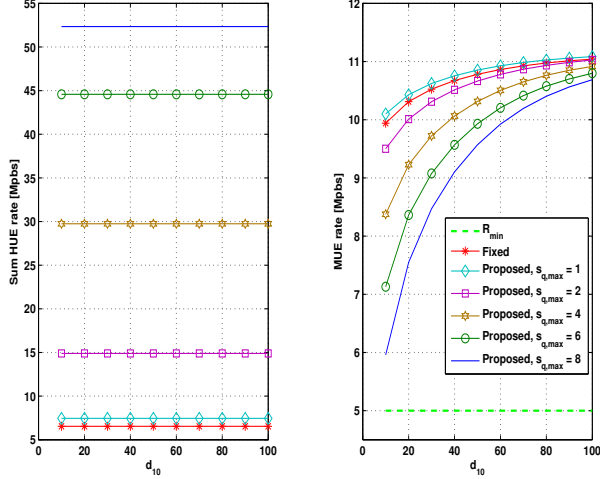 Sum HUE rate [Mpbs]
55
50
45
40
35
30
25
20
15
10
5
0 20 40 60 80 100
d10
MUE rate [Mpbs]
12
11
10
9
8
7
6
5
0 20 40 60 80 100
d10
Rmin
Fixed
Proposed, sq,max = 1
Proposed, sq,max = 2
Proposed, sq,max = 4
Proposed, sq,max = 6
Proposed, sq,max = 8